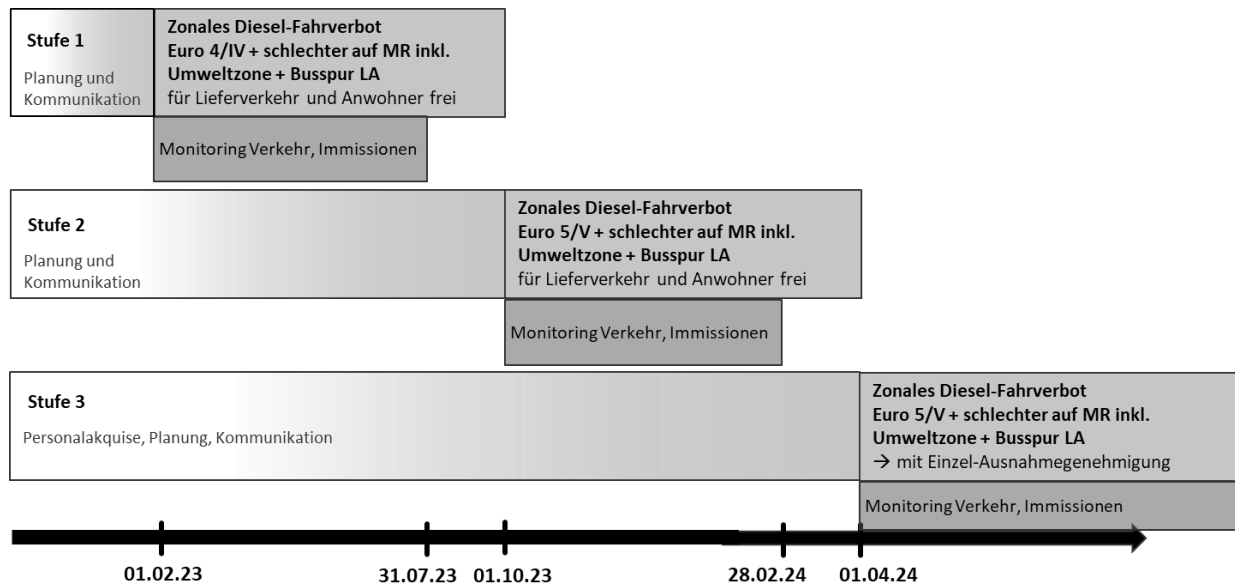 Stufe 1
Planung und
Kommunikation
Zonales Diesel-Fahrverbot
Euro 4/IV + schlechter auf MR inkl.
Umweltzone + Busspur LA
für Lieferverkehr und Anwohner frei
Monitoring Verkehr, Immissionen
Stufe 2
Planung und
Kommunikation
Zonales Diesel-Fahrverbot
Euro 5/V + schlechter auf MR inkl.
Umweltzone + Busspur LA
für Lieferverkehr und Anwohner frei
Monitoring Verkehr, Immissionen
Stufe 3
Personalakquise, Planung, Kommunikation
Zonales Diesel-Fahrverbot
Euro 5/V + schlechter auf MR inkl.
Umweltzone + Busspur LA
→ mit Einzel-Ausnahmegenehmigung
Monitoring Verkehr, Immissionen
01.02.23 31.07.23 01.10.23 28.02.24 01.04.24